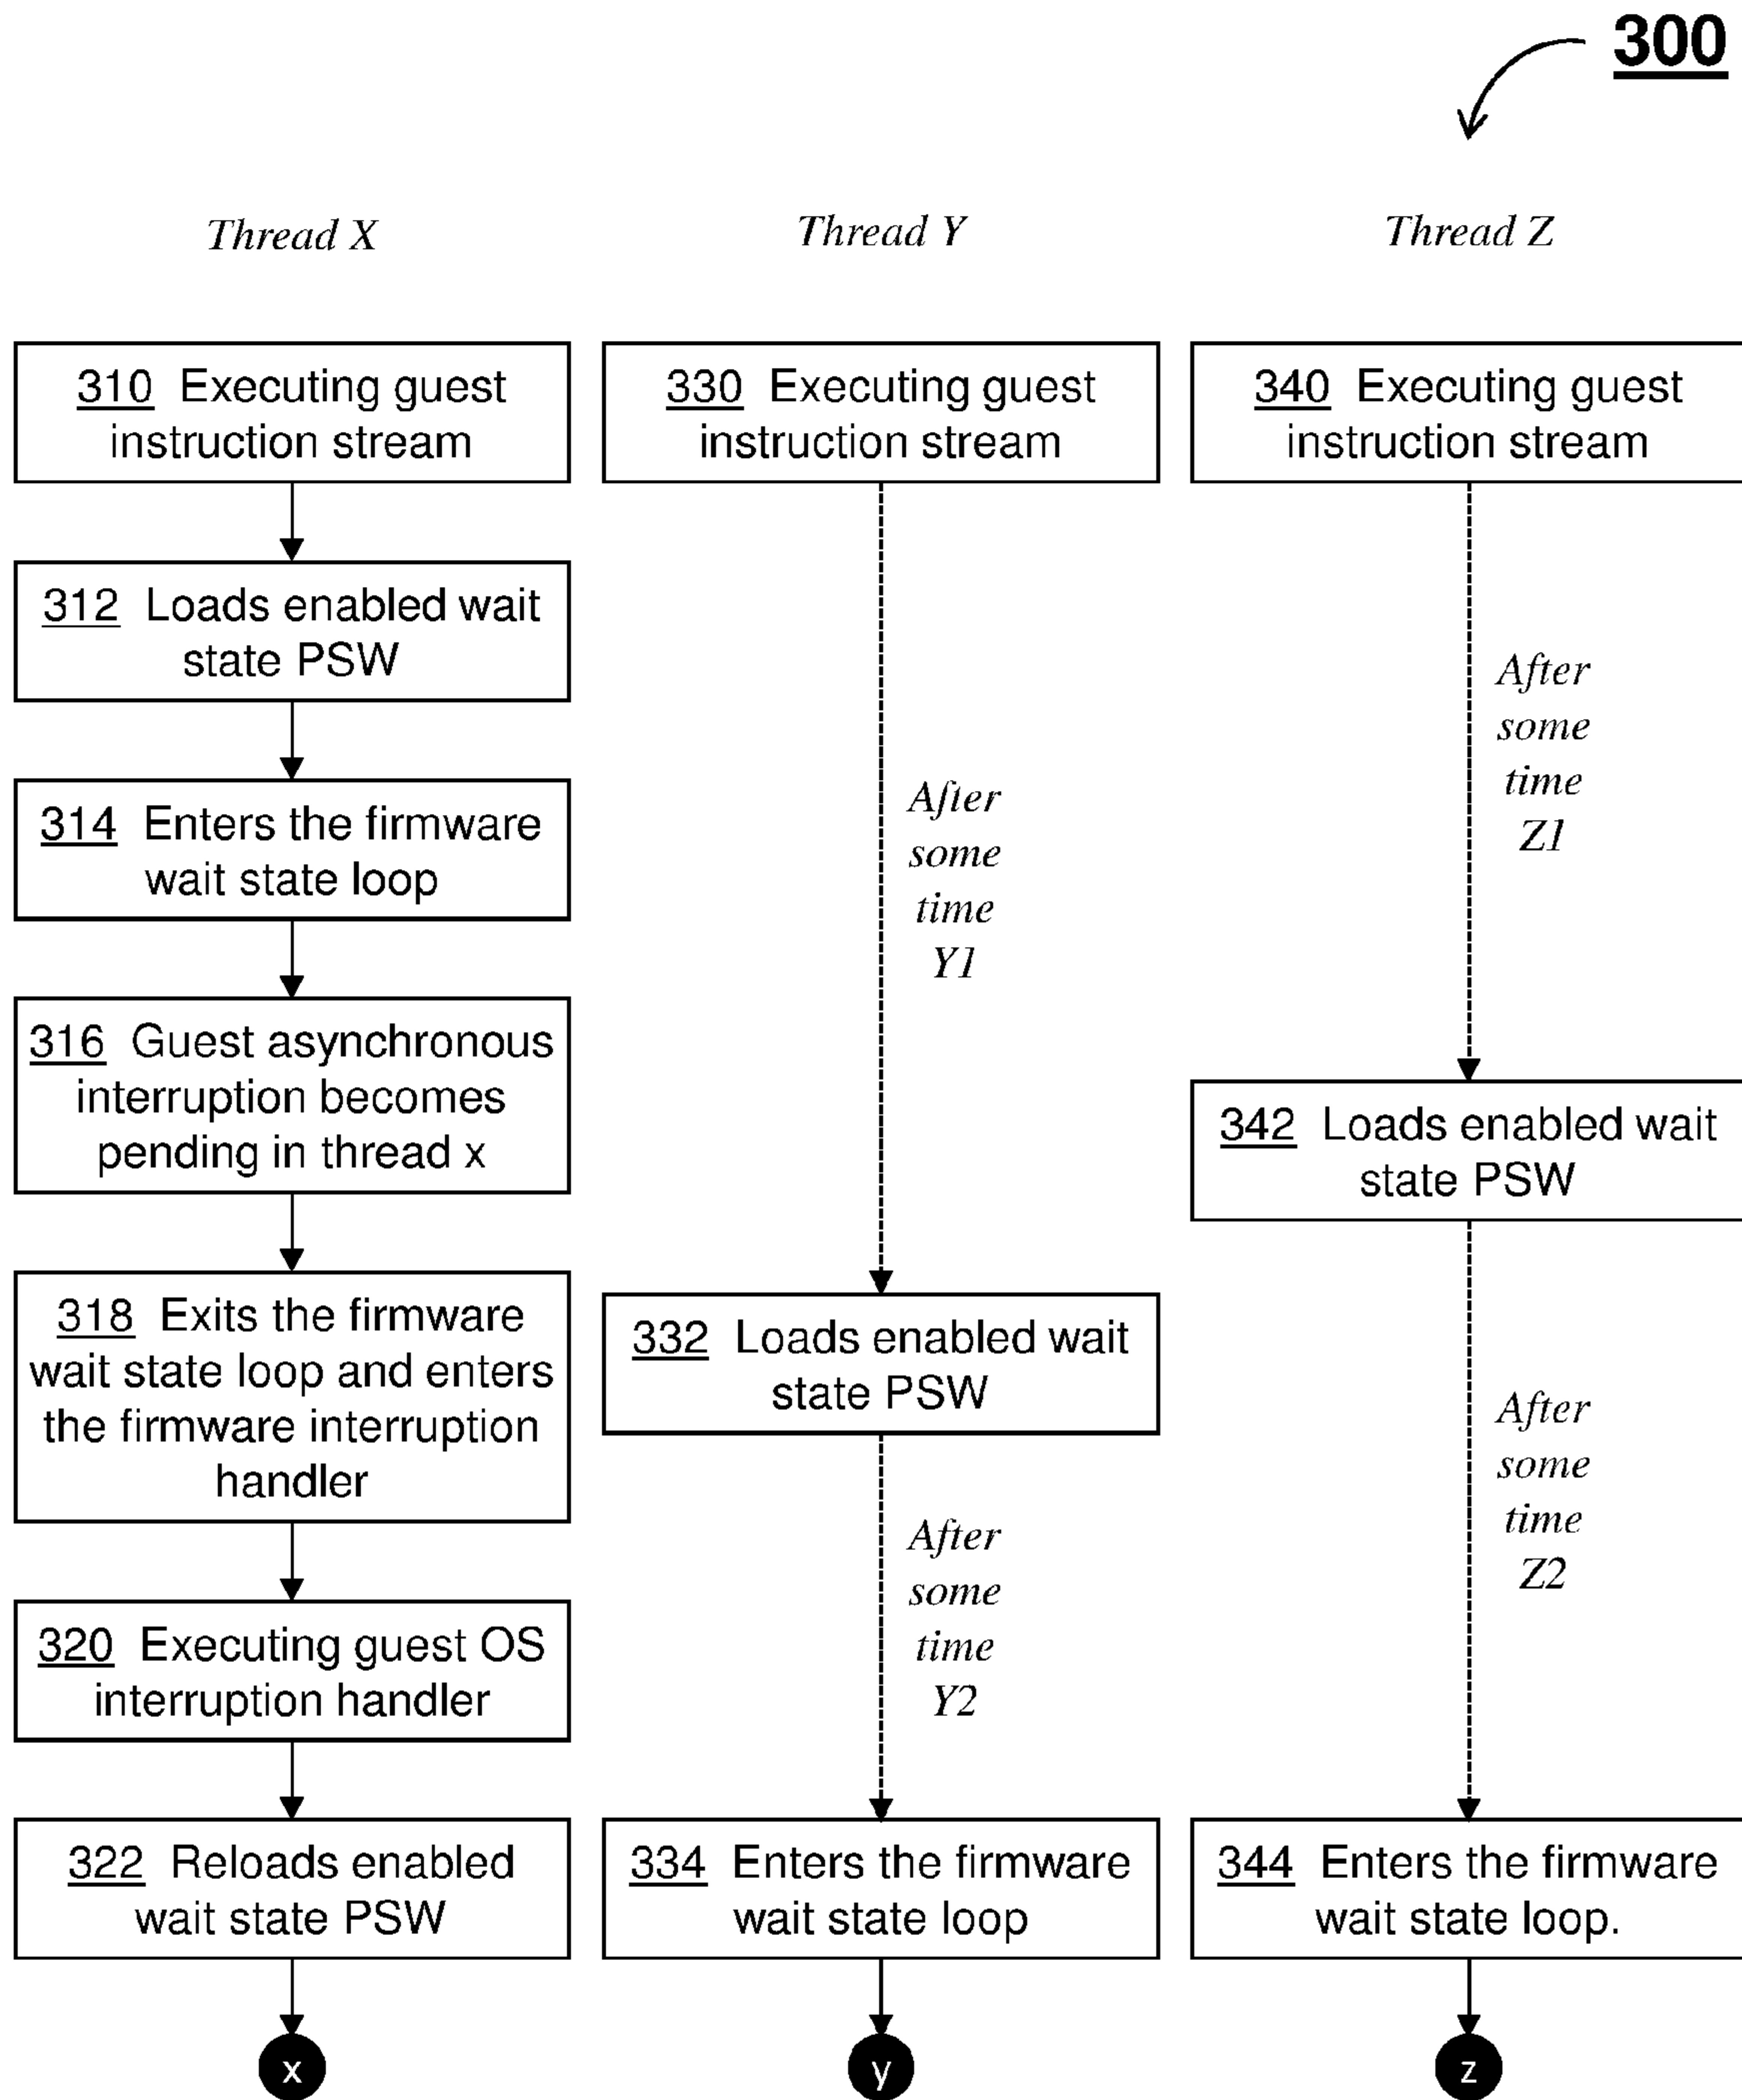 300
Thread X
Thread Y
Thread Z
310 Executing guest
instruction stream
312 Loads enabled wait
state PSW
314 Enters the firmware
wait state loop
316 Guest asynchronous
interruption becomes
pending in thread x
318 Exits the firmware
wait state loop and enters
the firmware interruption
handler
320 Executing guest OS
interruption handler
322 Reloads enabled
wait state PSW
x
330 Executing guest
instruction stream
After
some
time
Y1
332 Loads enabled wait
state PSW
After
some
time
Y2
334 Enters the firmware
wait state loop
y
340 Executing guest
instruction stream
After
some
time
Z1
342 Loads enabled wait
state PSW
After
some
time
Z2
344 Enters the firmware
wait state loop.
z